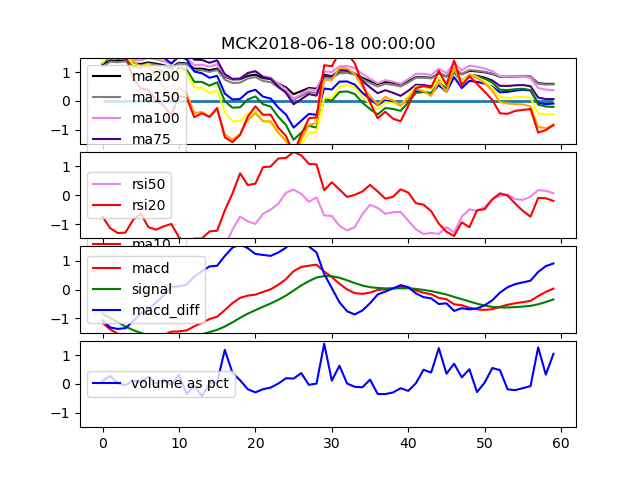 MCK2018-06-18 00:00:00
1
0
−1
ma200
ma150
ma100
ma75
1
0
−1
rsi50
rsi20
ma10
1
0
−1
macd
signal
macd_diff
1
0
−1
volume as pct
0 10 20 30 40 50 60